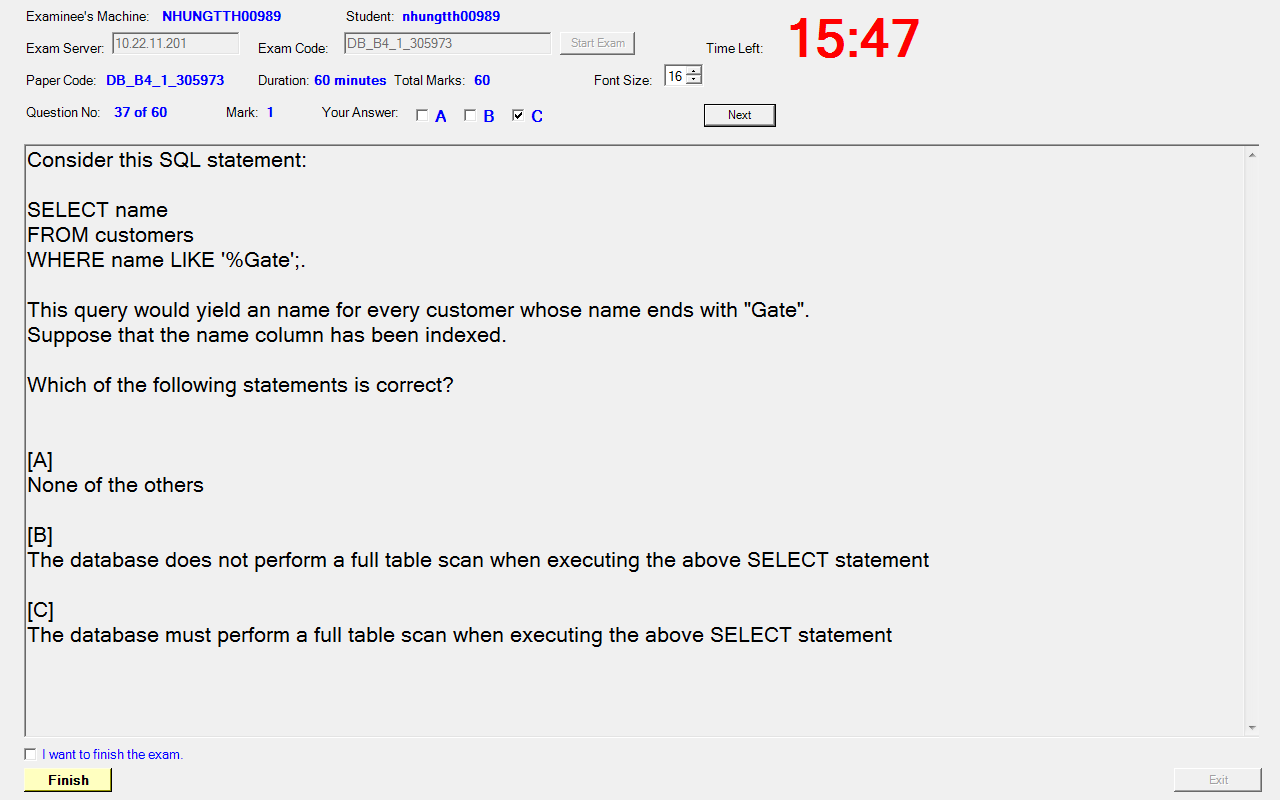 Examinee's Machine: NHUNGTTH00989 Student: nhungtth00989
Exam Server: 10.22.11.201 Exam Code: DB_B4_1_305973 Start Exam Time Left: 15:47
Paper Code: DB_B4_1_305973 Duration: 60 minutes Total Marks: 60 Font Size: 16
Question No: 37 of 60 Mark: 1 Your Answer: A B C Next
Consider this SQL statement:
SELECT name
FROM customers
WHERE name LIKE '%Gate';.
This query would yield an name for every customer whose name ends with "Gate".
Suppose that the name column has been indexed.
Which of the following statements is correct?
[A]
None of the others
[B]
The database does not perform a full table scan when executing the above SELECT statement
[C]
The database must perform a full table scan when executing the above SELECT statement
I want to finish the exam.
Finish Exit